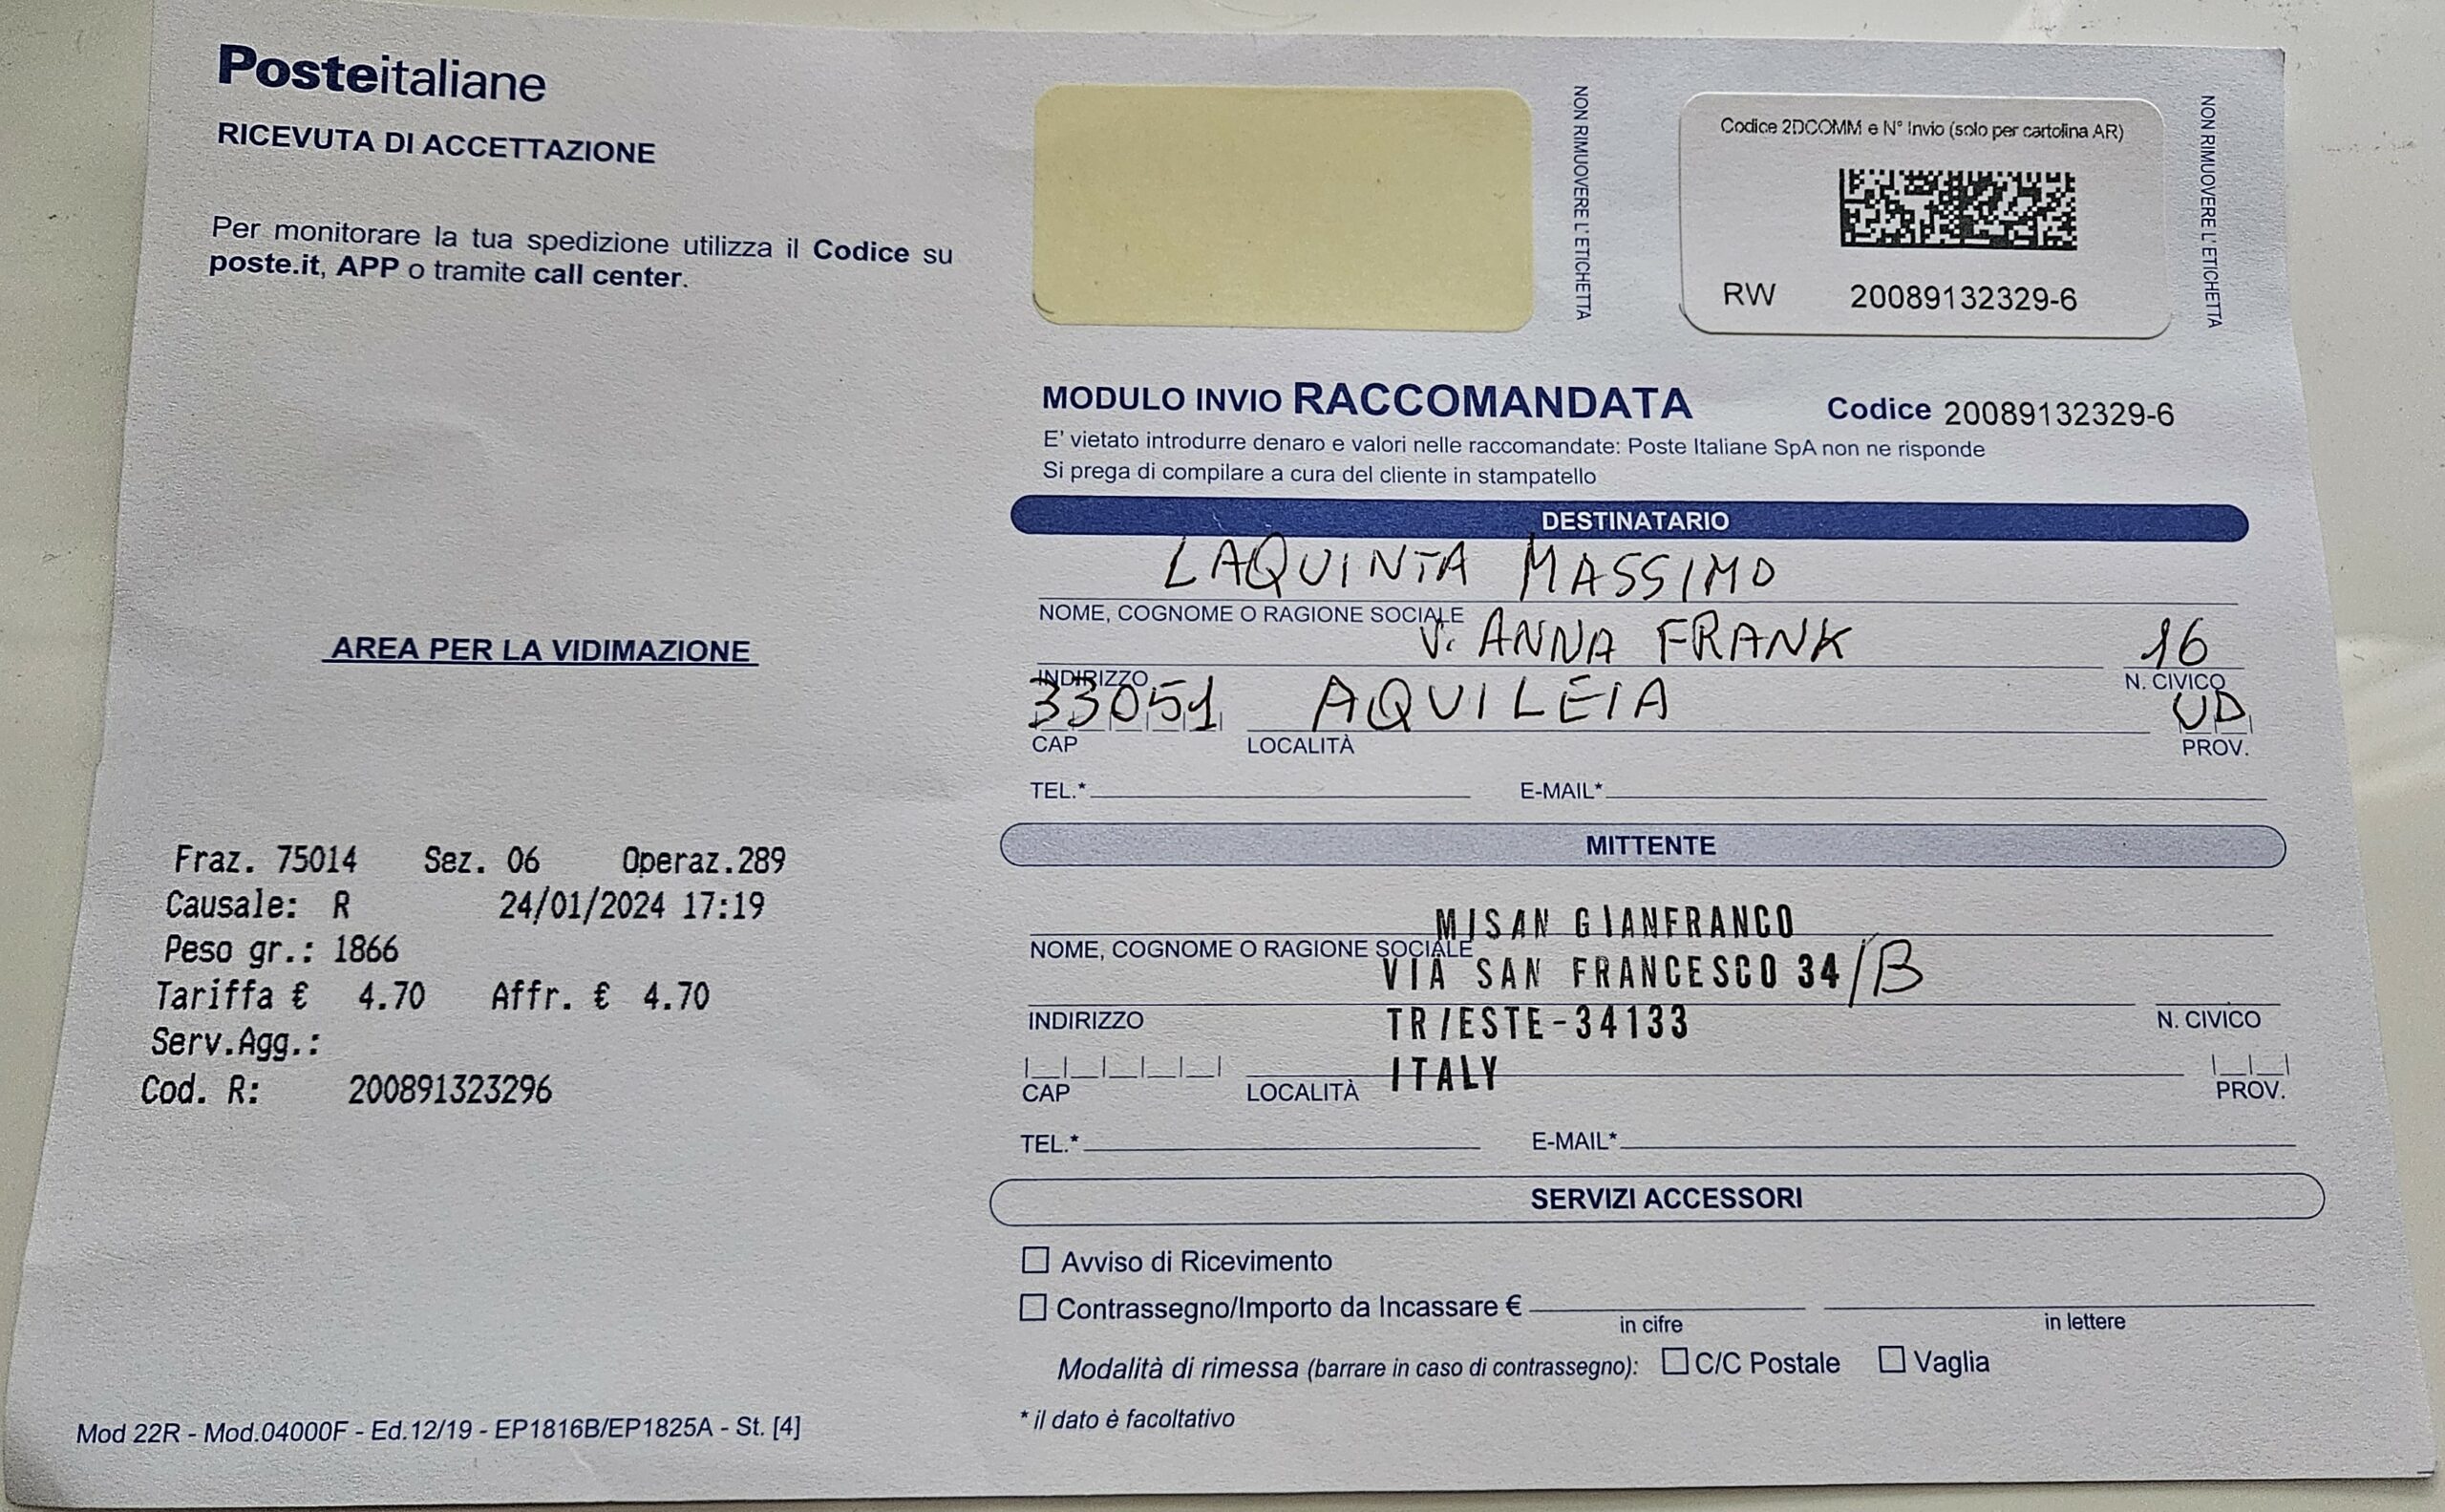 Posteitaliane
RICEVUTA DI ACCETTAZIONE
Per monitorare la tua spedizione utilizza il Codice su
poste.it, APP o tramite call center.
AREA PER LA VIDIMAZIONE
Fraz. 75014 Sez. 06 Operaz.289
Causale: R 24/01/2024 17:19
Peso gr.: 1866
Tariffa € 4.70 Affr. € 4.70
Serv.Agg.:
Cod. R: 200891323296
Mod 22R - Mod.04000F - Ed.12/19 - EP1816B/EP1825A - St. [4]
NON RIMUOVERE L'ETICHETTA
Codice 2DCOMM e N° Invio (solo per cartolina AR)
RW 20089132329-6
NON RIMUOVERE L'ETICHETTA
MODULO INVIO RACCOMANDATA Codice 20089132329-6
E' vietato introdurre denaro e valori nelle raccomandate: Poste Italiane SpA non ne risponde
Si prega di compilare a cura del cliente in stampatello
DESTINATARIO
LAQUINTA MASSIMO
NOME, COGNOME O RAGIONE SOCIALE
V. ANNA FRANK 16
INDIRIZZO N. CIVICO
33051 AQUILEIA UD
CAP LOCALITÀ PROV.
TEL.* E-MAIL*
MITTENTE
MISAN GIANFRANCO
NOME, COGNOME O RAGIONE SOCIALE
VIA SAN FRANCESCO 34/B
INDIRIZZO N. CIVICO
TRIESTE-34133
ITALY
CAP LOCALITÀ PROV.
TEL.* E-MAIL*
SERVIZI ACCESSORI
Avviso di Ricevimento
Contrassegno/Importo da Incassare €
in cifre in lettere
Modalità di rimessa (barrare in caso di contrassegno): C/C Postale Vaglia
* il dato è facoltativo